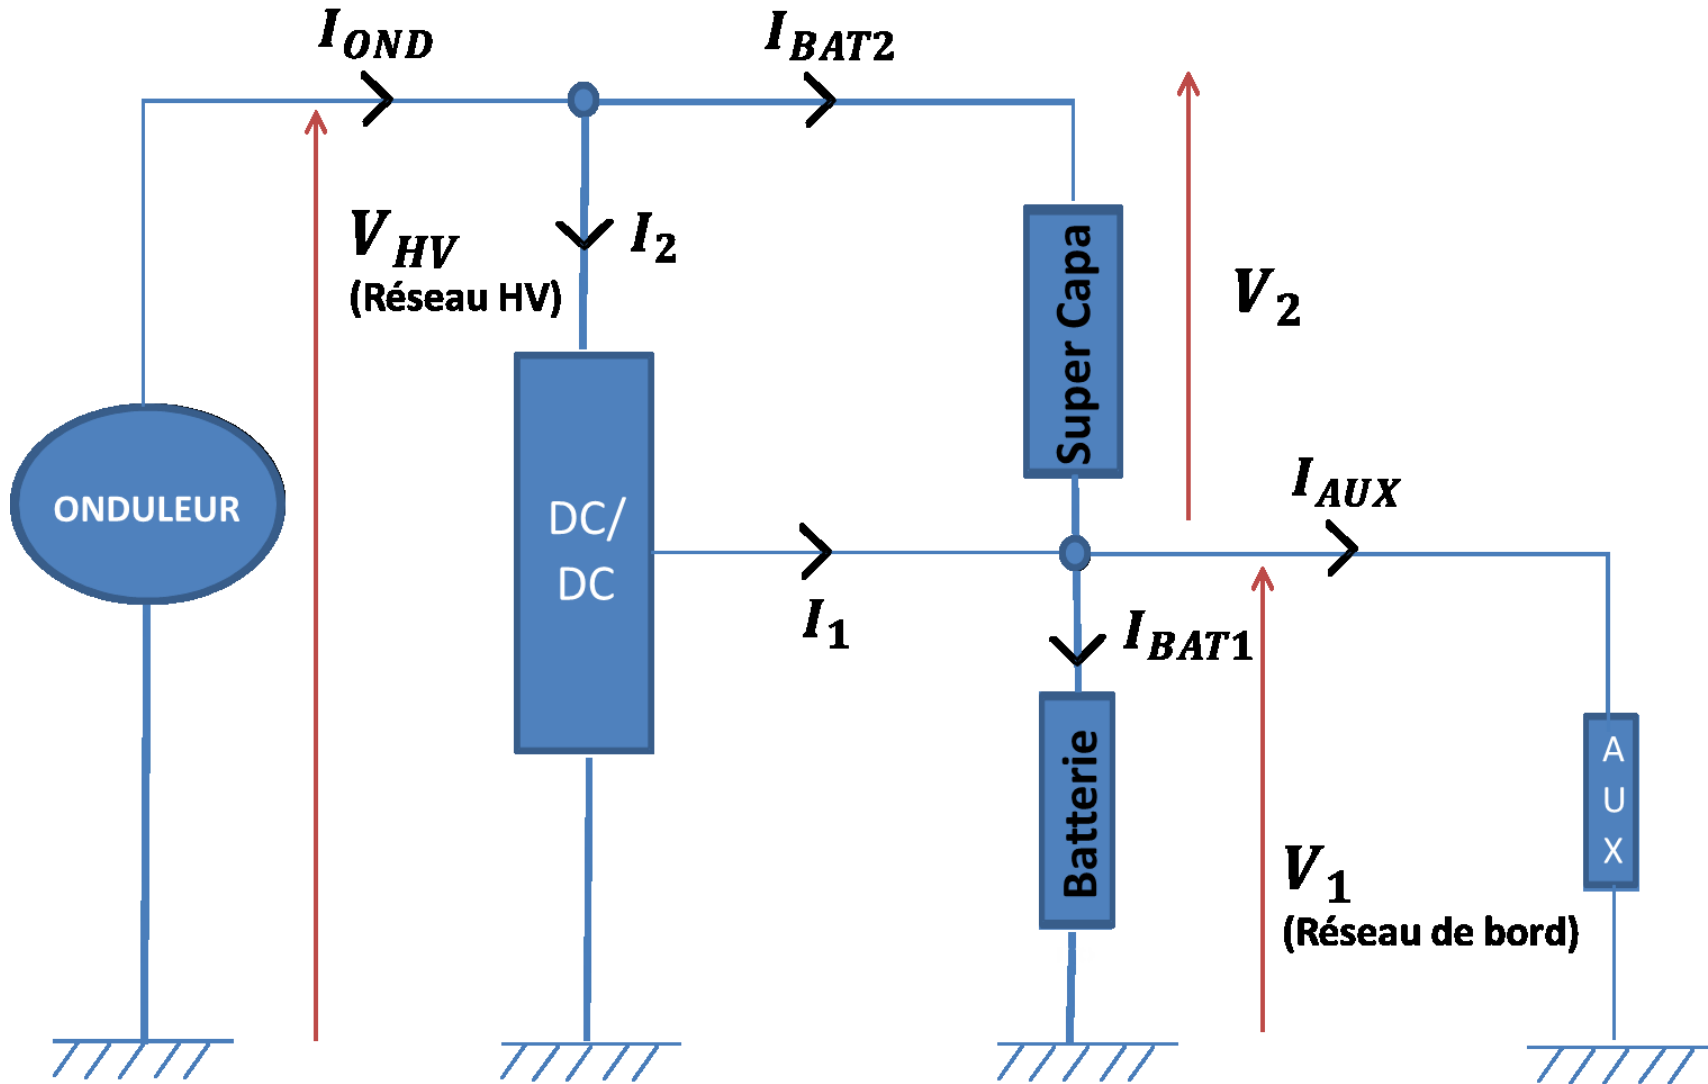 I_OND
I_BAT2
V_HV
(Réseau HV)
I_2
Super Capa
V_2
ONDULEUR
DC/
DC
I_AUX
I_1
I_BAT1
Batterie
A
U
X
V_1
(Réseau de bord)